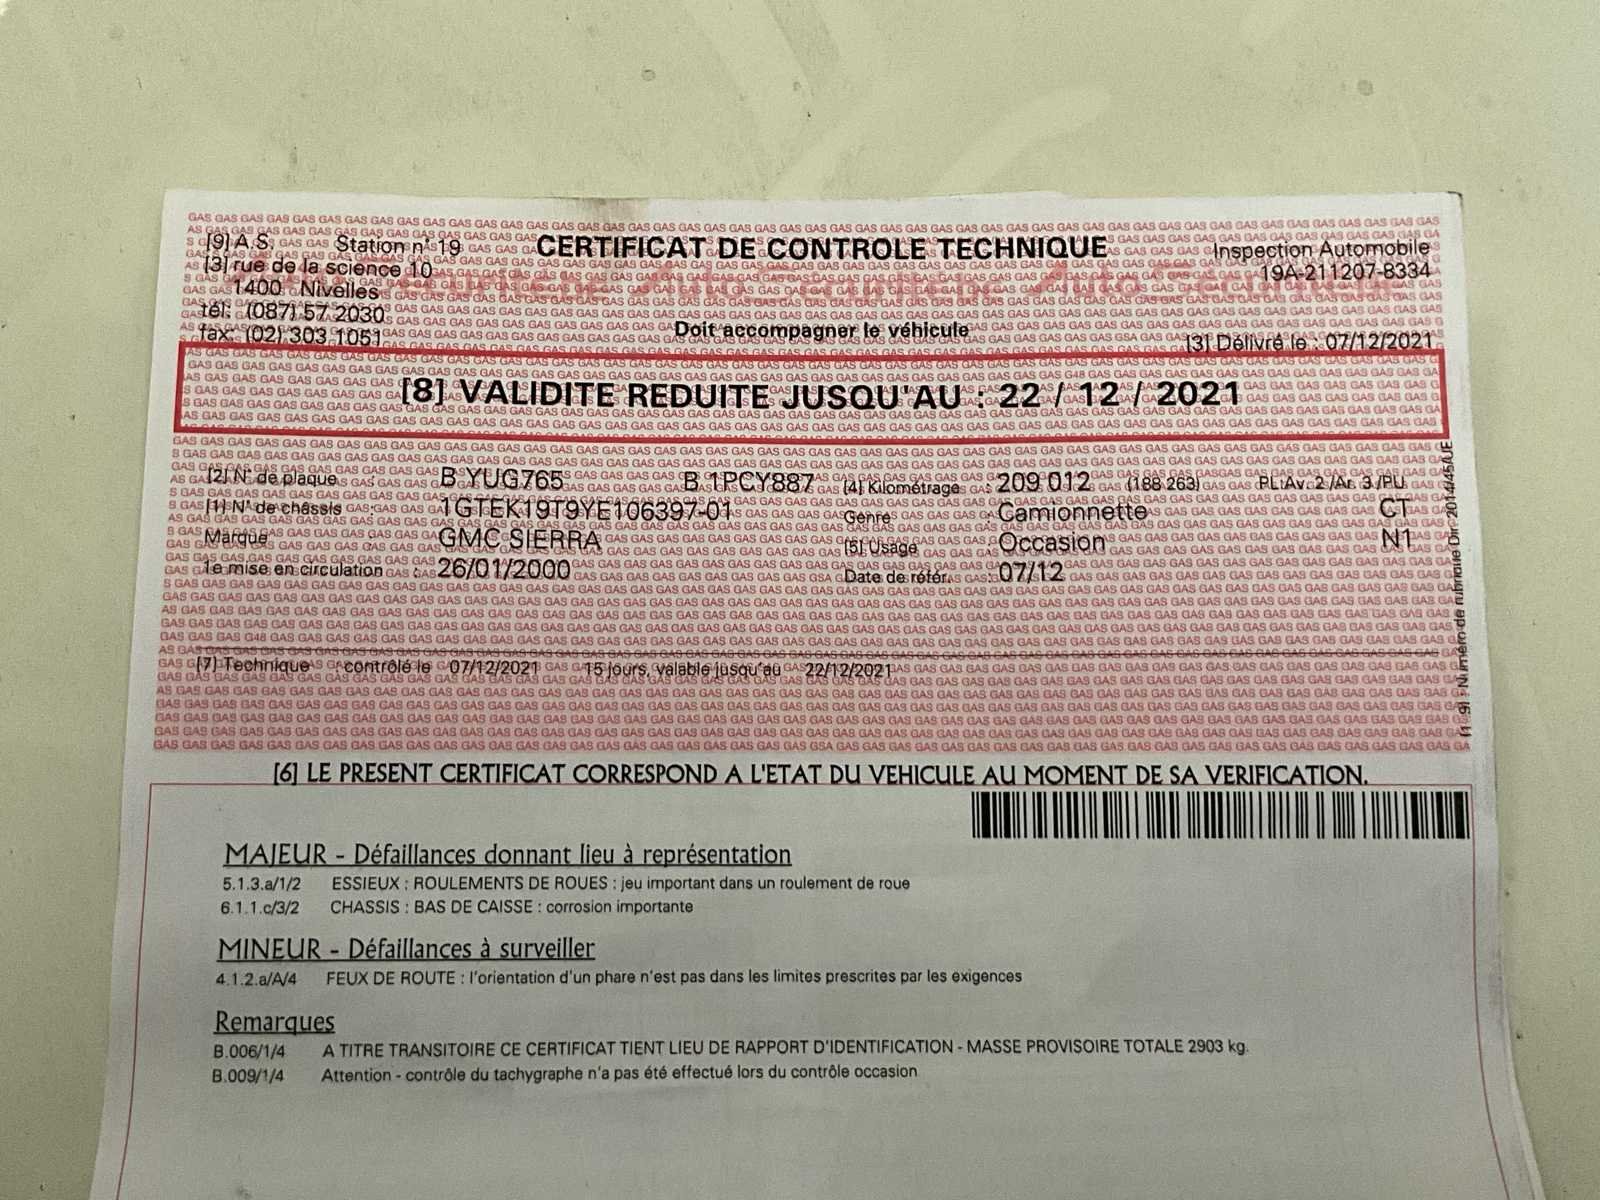 [9] A.S. Station n° 19 CERTIFICAT DE CONTROLE TECHNIQUE Inspection Automobile
[3] rue de la science 10 19A-211207-8334
1400 Nivelles
tél: (087) 57 2030
fax: (02) 303 1051 Doit accompagner le véhicule [3] Délivré le : 07/12/2021
[8] VALIDITE REDUITE JUSQU'AU : 22 / 12 / 2021
[2] N° de plaque : B YUG765 B 1PCY887 [4] Kilométrage : 209 012 (188 263) PL:Av. 2 /Ar. 3 /PU
[1] N° de châssis : 1GTEK19T9YE106397-01 Genre : Camionnette CT
Marque : GMC SIERRA [5] Usage : Occasion N1
1e mise en circulation : 26/01/2000 Date de référ. : 07/12
[7] Technique contrôlé le 07/12/2021 15 jours, valable jusqu'au 22/12/2021
[6] LE PRESENT CERTIFICAT CORRESPOND A L'ETAT DU VEHICULE AU MOMENT DE SA VERIFICATION.
MAJEUR - Défaillances donnant lieu à représentation
5.1.3.a/1/2 ESSIEUX : ROULEMENTS DE ROUES : jeu important dans un roulement de roue
6.1.1.c/3/2 CHASSIS : BAS DE CAISSE : corrosion importante
MINEUR - Défaillances à surveiller
4.1.2.a/A/4 FEUX DE ROUTE : l'orientation d'un phare n'est pas dans les limites prescrites par les exigences
Remarques
B.006/1/4 A TITRE TRANSITOIRE CE CERTIFICAT TIENT LIEU DE RAPPORT D'IDENTIFICATION - MASSE PROVISOIRE TOTALE 2903 kg.
B.009/1/4 Attention - contrôle du tachygraphe n'a pas été effectué lors du contrôle occasion